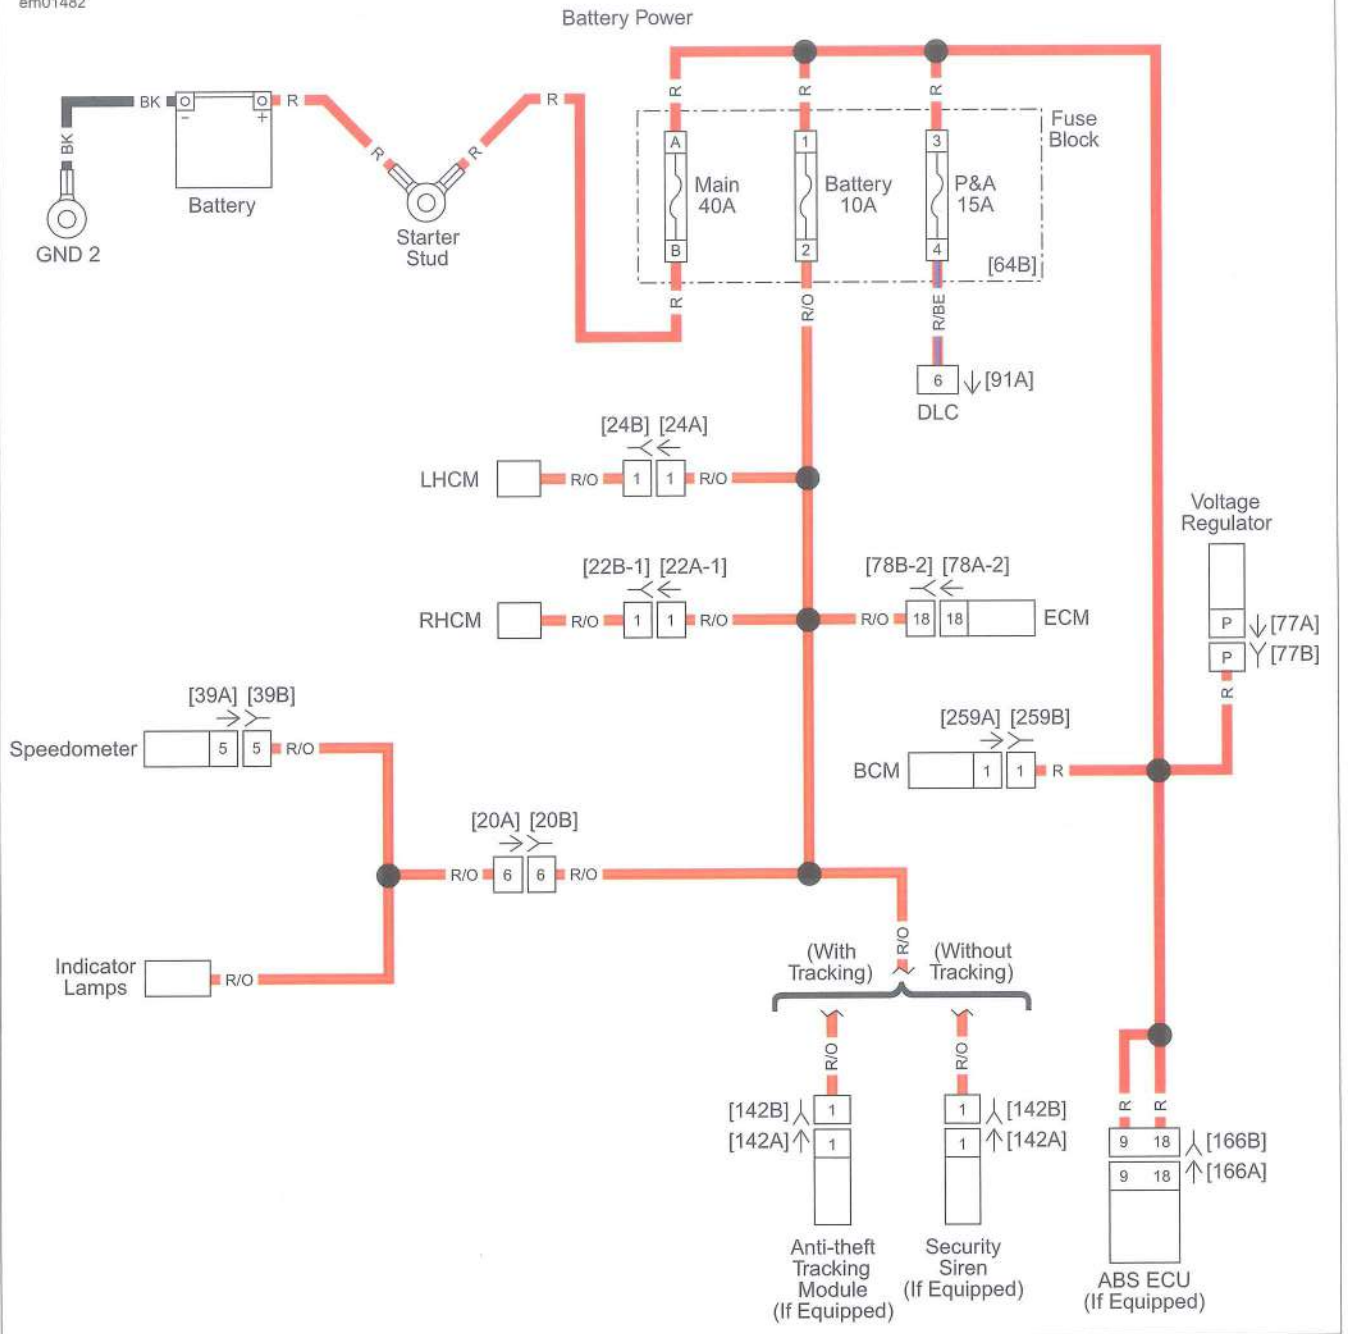 em01482
Battery Power
BK
R
R
BK
- +
Battery
GND 2
R
R
Starter
Stud
R
R
R
Fuse
Block
A
1
3
Main
40A
Battery
10A
P&A
15A
B
2
4
[64B]
R
R/O
R/BE
6
[91A]
DLC
[24B] [24A]
LHCM
R/O
1
1
R/O
Voltage
Regulator
[22B-1] [22A-1]
[78B-2] [78A-2]
RHCM
R/O
1
1
R/O
R/O
18
18
ECM
P
[77A]
P
[77B]
R
[39A] [39B]
Speedometer
5
5
R/O
[259A] [259B]
BCM
1
1
R
[20A] [20B]
R/O
6
6
R/O
Indicator
Lamps
R/O
R/O
(With
Tracking)
(Without
Tracking)
R/O
R/O
R
R
[142B]
1
1
[142B]
[142A]
1
1
[142A]
9
18
[166B]
9
18
[166A]
Anti-theft
Tracking
Module
(If Equipped)
Security
Siren
(If Equipped)
ABS ECU
(If Equipped)